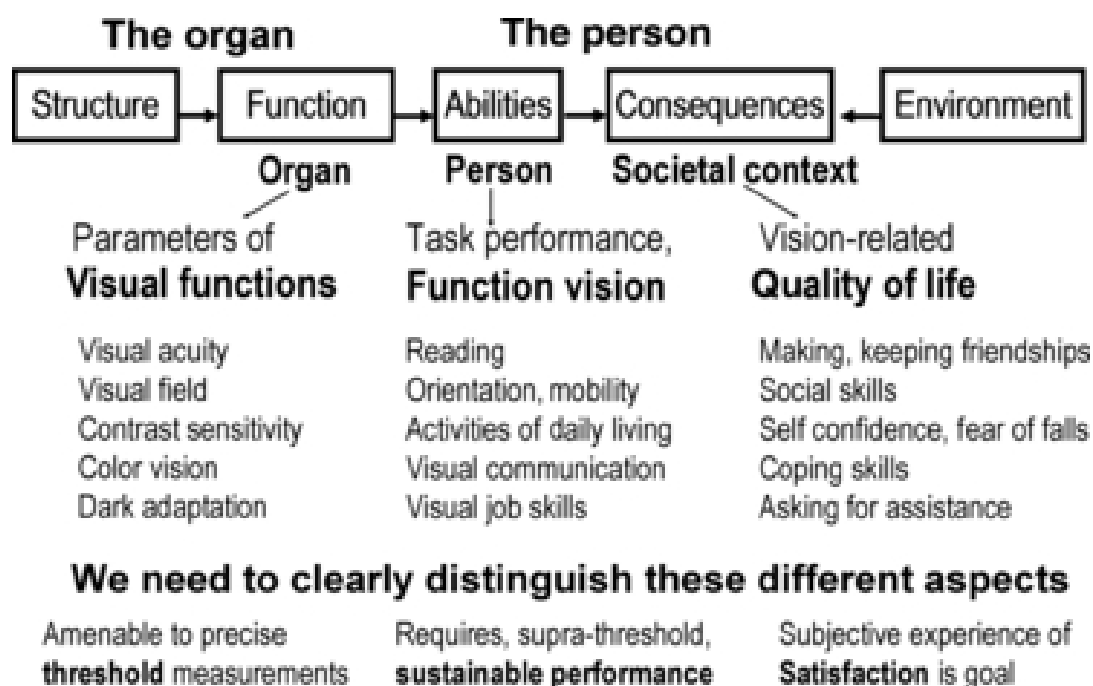 The organ The person
Structure Function Abilities Consequences Environment
Organ Person Societal context
Parameters of Task performance, Vision-related
Visual functions Function vision Quality of life
Visual acuity Reading Making, keeping friendships
Visual field Orientation, mobility Social skills
Contrast sensitivity Activities of daily living Self confidence, fear of falls
Color vision Visual communication Coping skills
Dark adaptation Visual job skills Asking for assistance
We need to clearly distinguish these different aspects
Amenable to precise Requires, supra-threshold, Subjective experience of
threshold measurements sustainable performance Satisfaction is goal